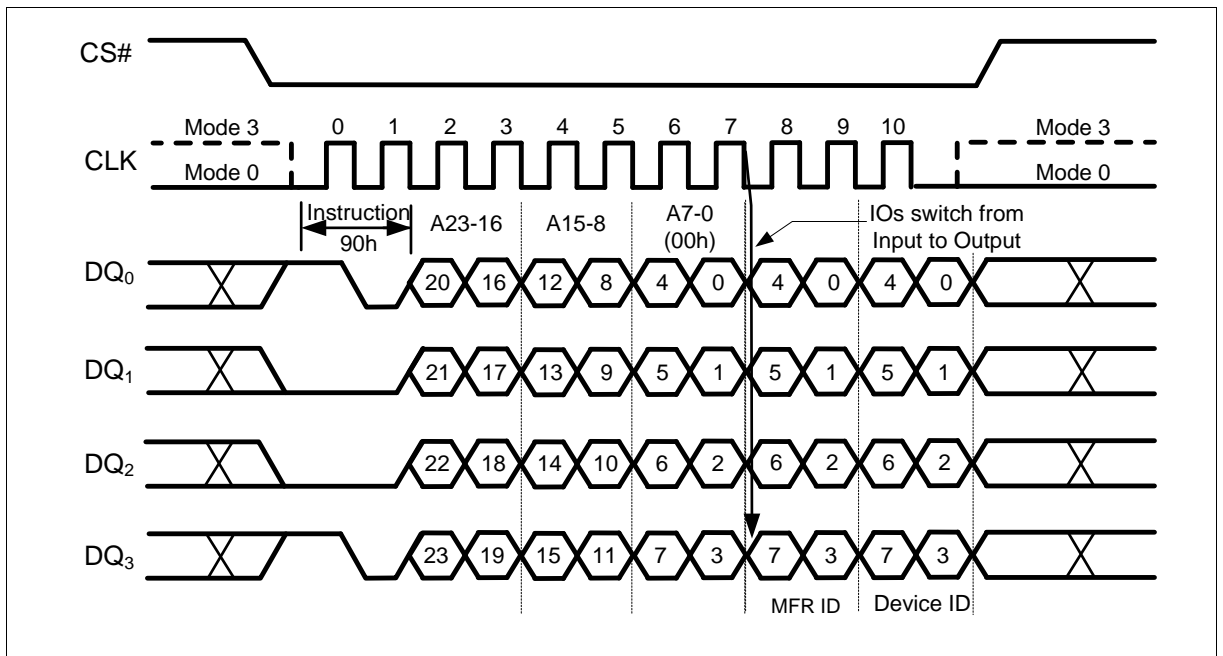 CS#
Mode 3 0 1 2 3 4 5 6 7 8 9 10 Mode 3
CLK
Mode 0 Mode 0
Instruction A23-16 A15-8 A7-0 IOs switch from
90h (00h) Input to Output
DQ0 20 16 12 8 4 0 4 0 4 0
DQ1 21 17 13 9 5 1 5 1 5 1
DQ2 22 18 14 10 6 2 6 2 6 2
DQ3 23 19 15 11 7 3 7 3 7 3
MFR ID Device ID